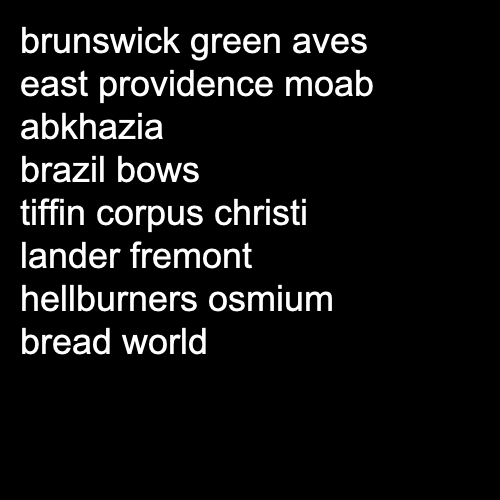 brunswick green aves
east providence moab
abkhazia
brazil bows
tiffin corpus christi
lander fremont
hellburners osmium
bread world